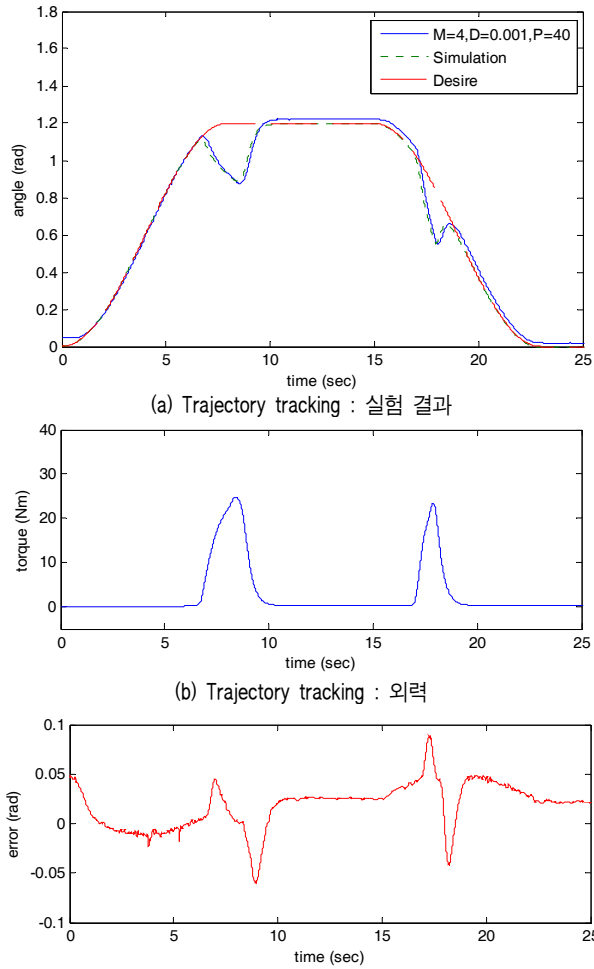 M=4,D=0.001,P=40
Simulation
Desire
1.8
1.6
1.4
1.2
1
0.8
0.6
0.4
0.2
0
angle (rad)
0 5 10 15 20 25
time (sec)
(a) Trajectory tracking : 실험 결과
40
30
20
10
0
torque (Nm)
0 5 10 15 20 25
time (sec)
(b) Trajectory tracking : 외력
0.1
0.05
0
-0.05
-0.1
error (rad)
0 5 10 15 20 25
time (sec)